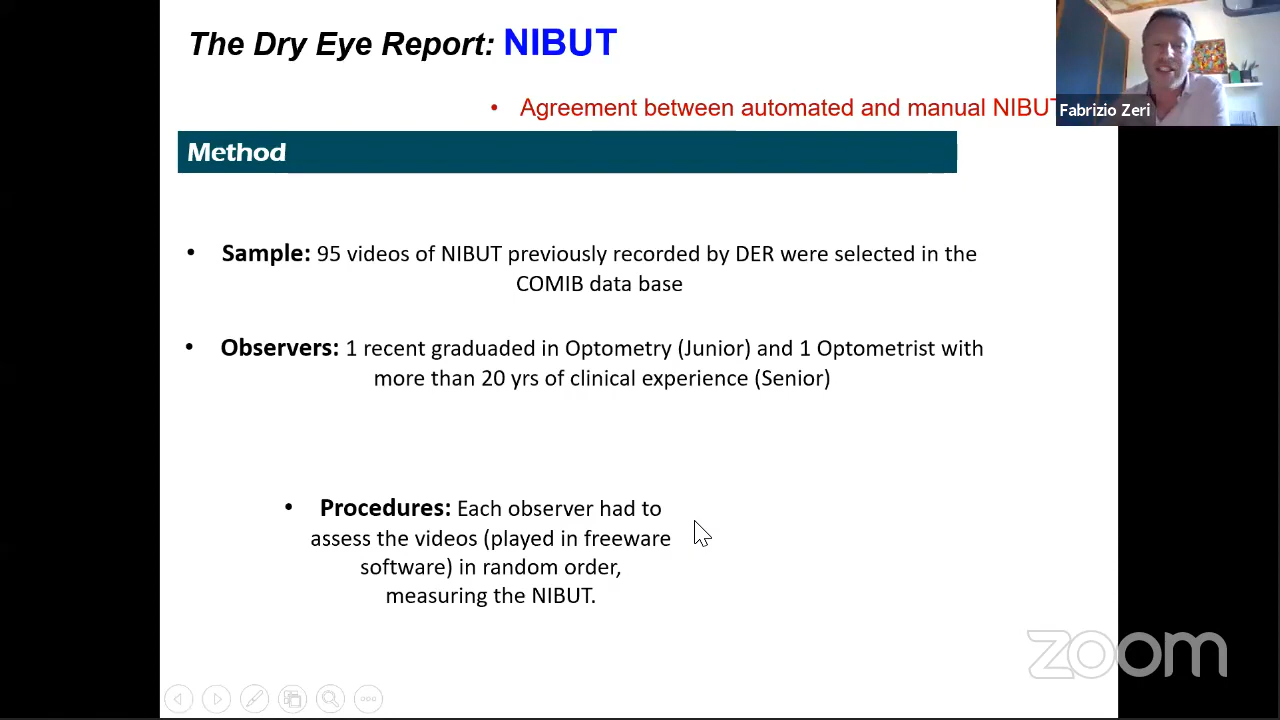 The Dry Eye Report: NIBUT
• Agreement between automated and manual NIBUT
Fabrizio Zeri
Method
• Sample: 95 videos of NIBUT previously recorded by DER were selected in the
COMIB data base
• Observers: 1 recent graduaded in Optometry (Junior) and 1 Optometrist with
more than 20 yrs of clinical experience (Senior)
• Procedures: Each observer had to
assess the videos (played in freeware
software) in random order,
measuring the NIBUT.
zoom